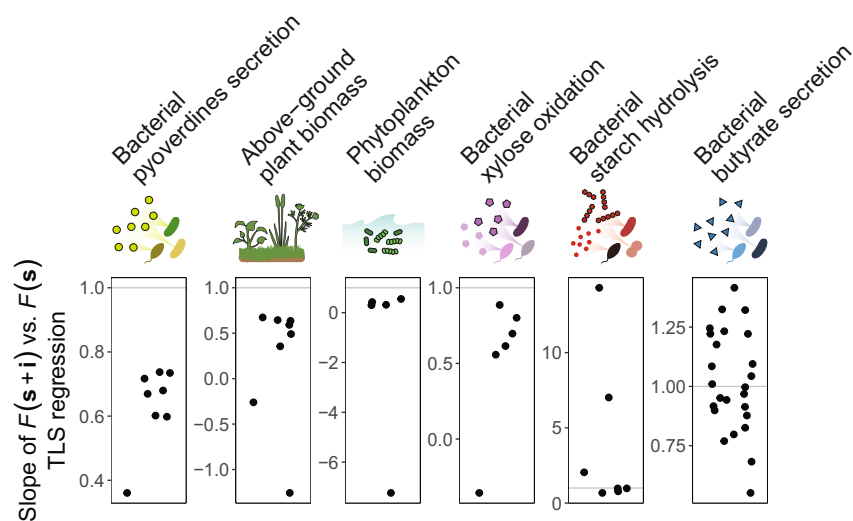 Bacterial
pyoverdines secretion
Above−ground
plant biomass
Phytoplankton
biomass
Bacterial
xylose oxidation
Bacterial
starch hydrolysis
Bacterial
butyrate secretion
Slope of F(s + i) vs. F(s)
TLS regression
1.0
0.8
0.6
0.4
1.0
0.5
0.0
−0.5
−1.0
0
−2
−4
−6
1.0
0.5
0.0
10
5
0
1.25
1.00
0.75